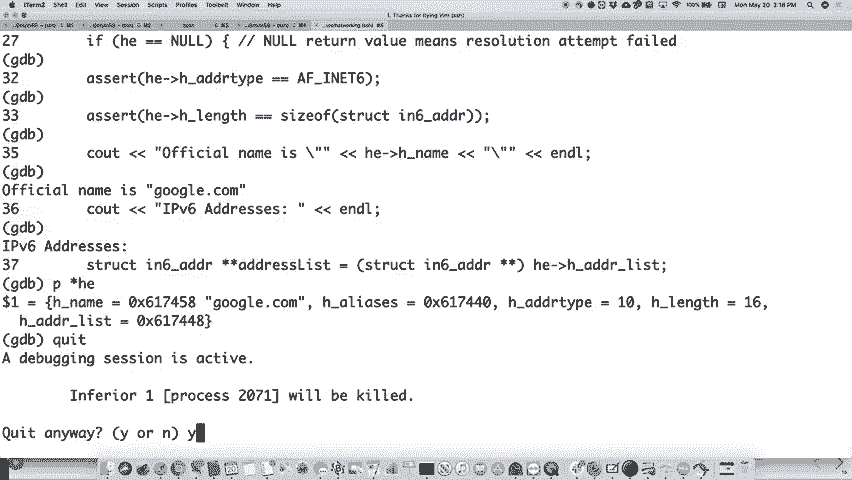 iTerm2 Shell Edit View Session Scripts Profiles Toolbelt Window Help 100% Mon May 20 3:18 PM
1. Thanks for flying Vim (ssh)
27 if (he == NULL) { // NULL return value means resolution attempt failed
(gdb)
32 assert(he->h_addrtype == AF_INET6);
(gdb)
33 assert(he->h_length == sizeof(struct in6_addr));
(gdb)
35 cout << "Official name is \"" << he->h_name << "\"" << endl;
(gdb)
Official name is "google.com"
36 cout << "IPv6 Addresses: " << endl;
(gdb)
IPv6 Addresses:
37 struct in6_addr **addressList = (struct in6_addr **) he->h_addr_list;
(gdb) p *he
$1 = {h_name = 0x617458 "google.com", h_aliases = 0x617440, h_addrtype = 10, h_length = 16,
h_addr_list = 0x617448}
(gdb) quit
A debugging session is active.
Inferior 1 [process 2071] will be killed.
Quit anyway? (y or n) y